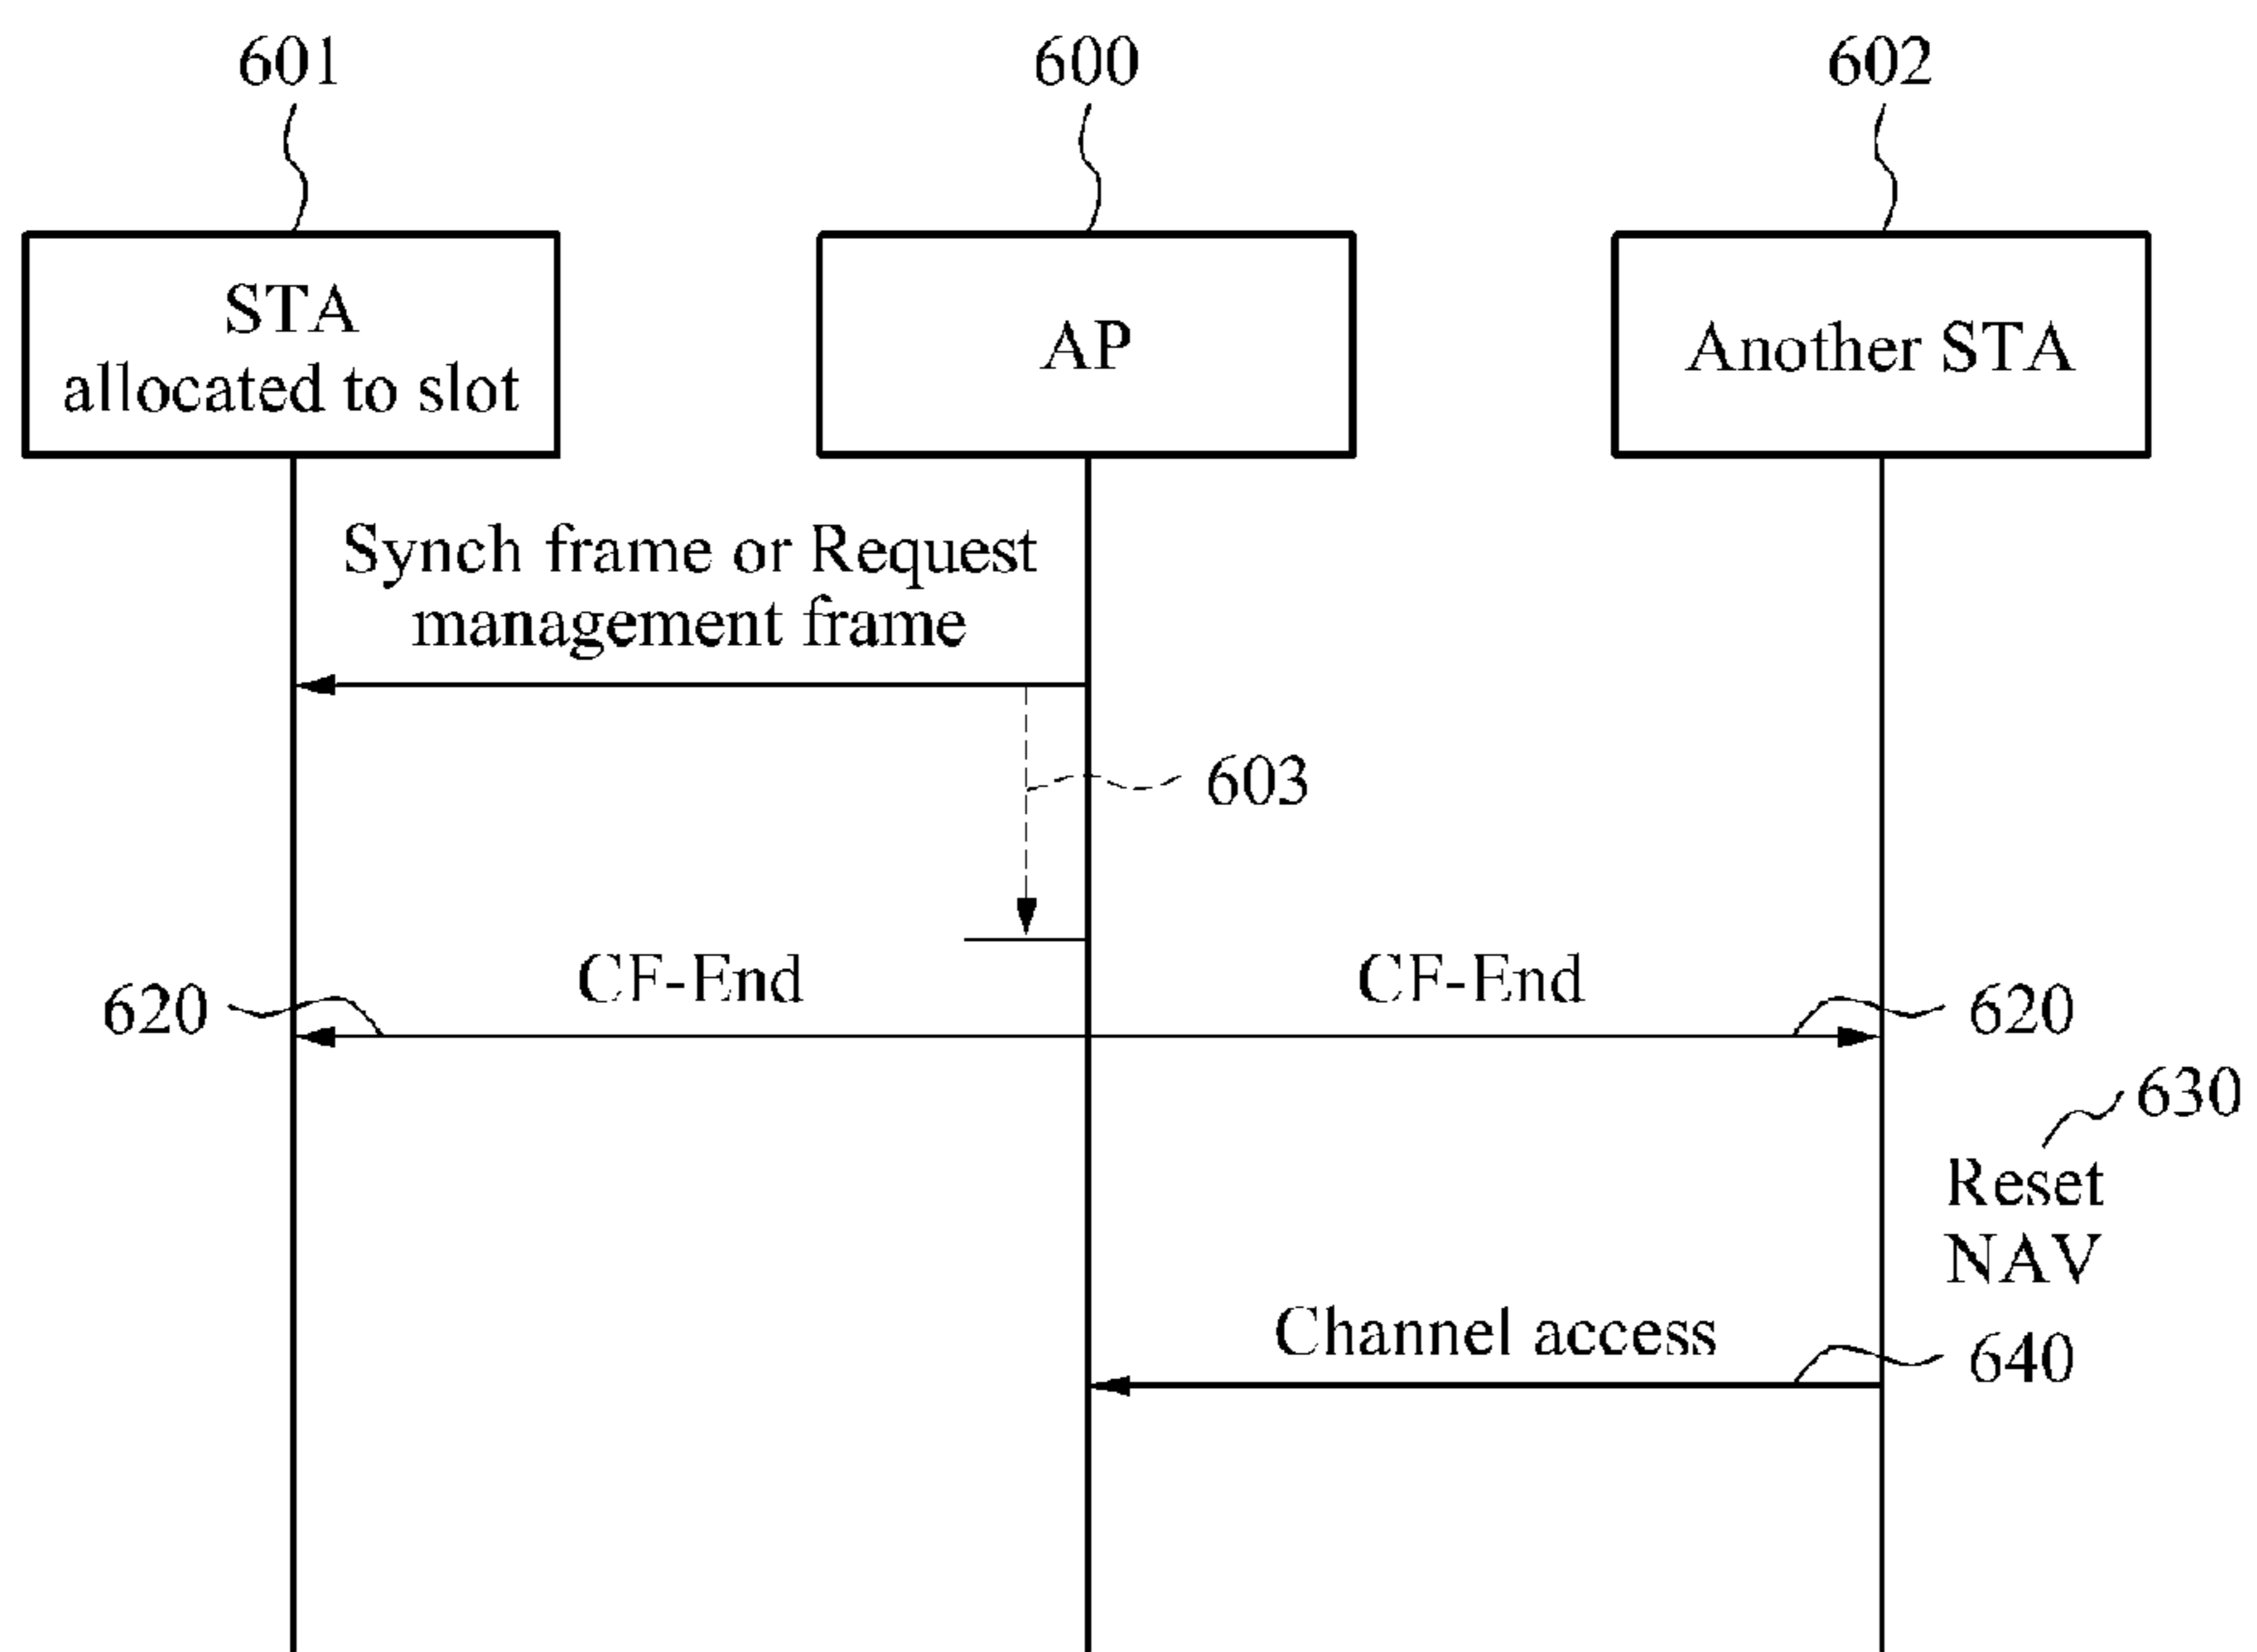 601
600
602
STA
allocated to slot
AP
Another STA
Synch frame or Request
management frame
603
CF-End
CF-End
620
620
630
Reset
NAV
Channel access
640